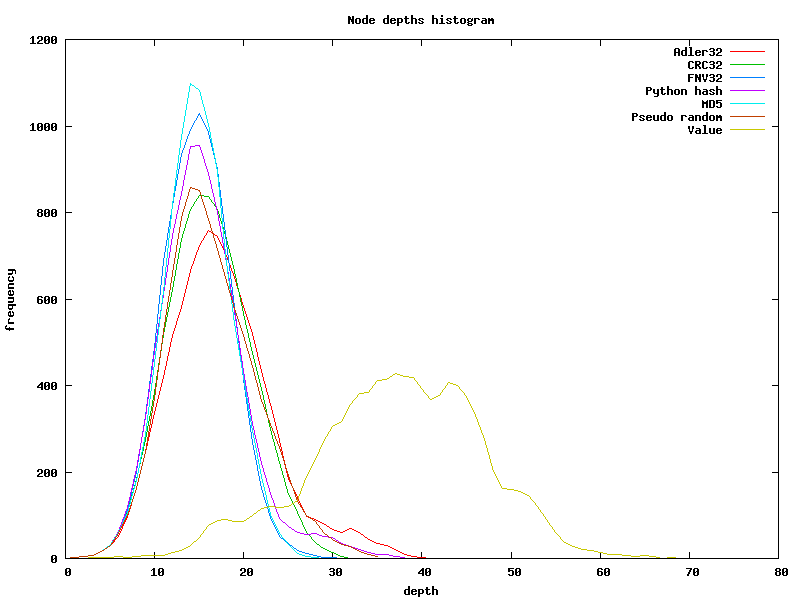 Node depths histogram
1200
1000
800
600
400
200
0
frequency
Adler32
CRC32
FNV32
Python hash
MD5
Pseudo random
Value
0 10 20 30 40 50 60 70 80
depth